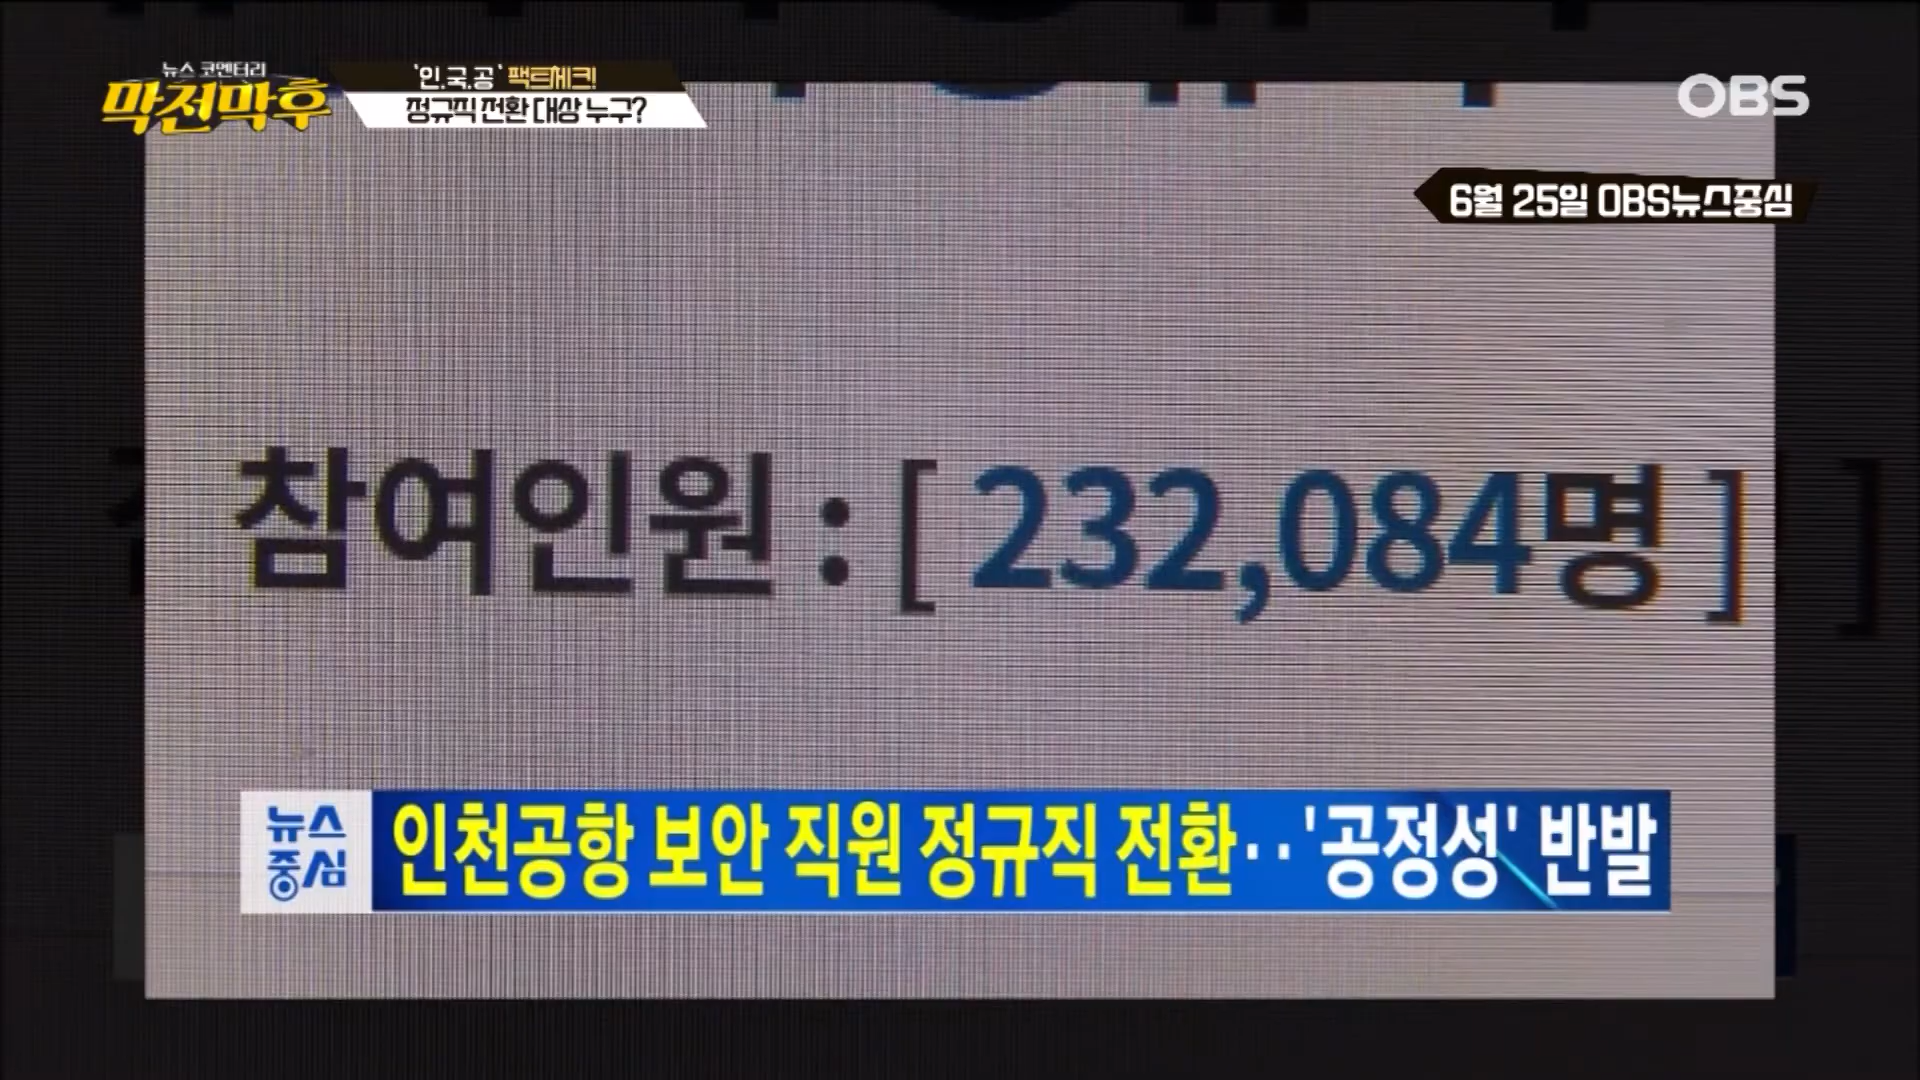 뉴스 코멘터리
막전막후
'인.국.공' 팩트체크!
정규직 전환 대상 누구?
OBS
6월 25일 OBS뉴스중심
참여인원 : [ 232,084명 ]
뉴스
중심
인천공항 보안 직원 정규직 전환‥'공정성' 반발